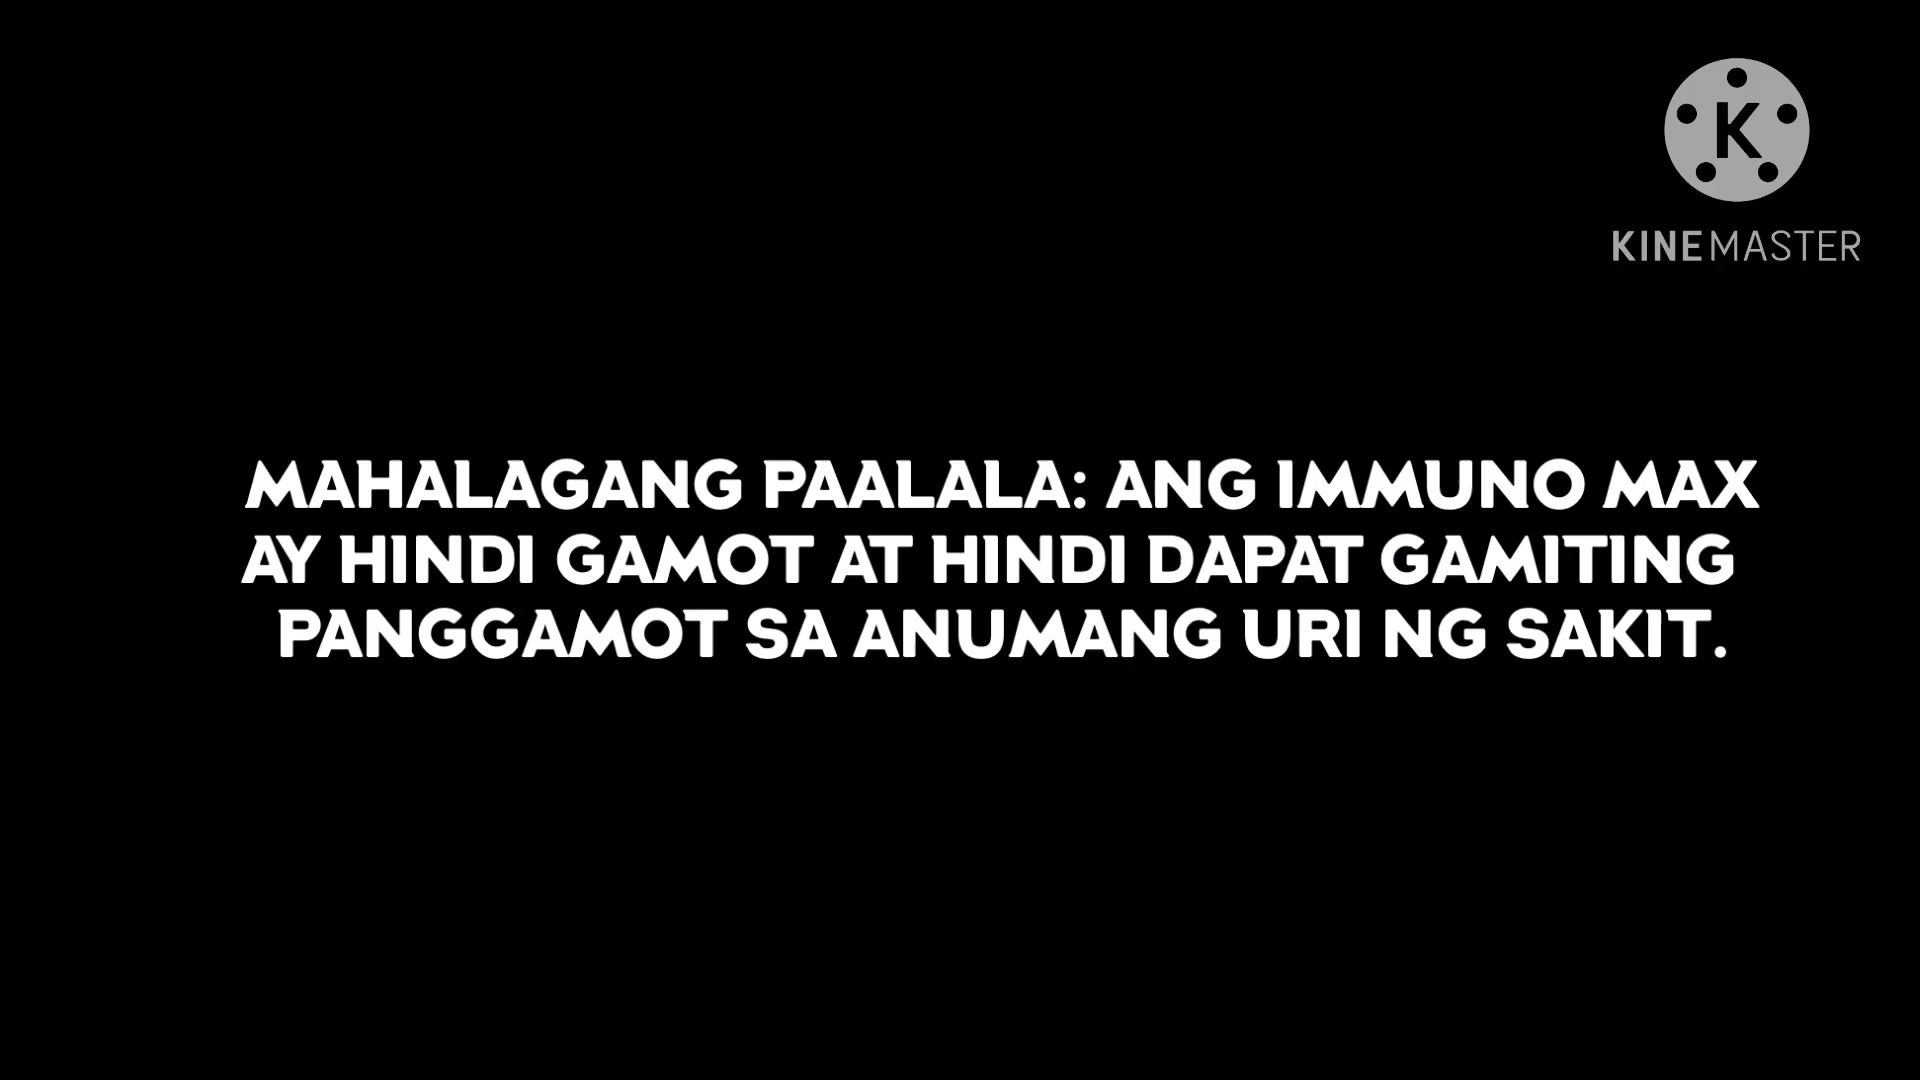 K
KINEMASTER
MAHALAGANG PAALALA: ANG IMMUNO MAX
AY HINDI GAMOT AT HINDI DAPAT GAMITING
PANGGAMOT SA ANUMANG URI NG SAKIT.